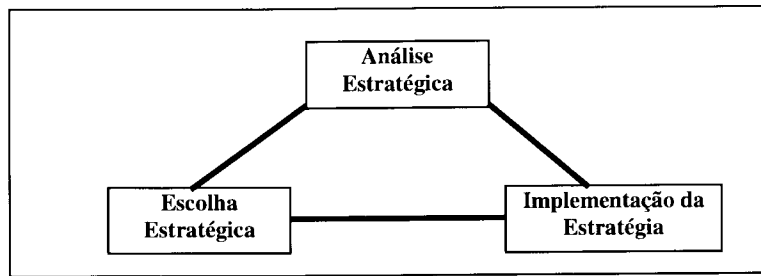 Análise
Estratégica
Escolha
Estratégica
Implementação da
Estratégia